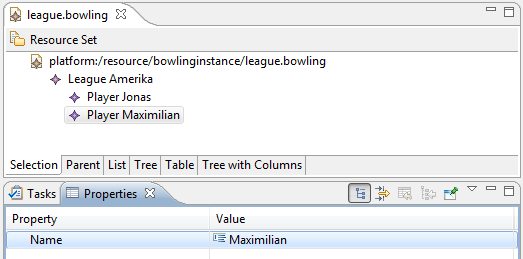 league.bowling
Resource Set
platform:/resource/bowlinginstance/league.bowling
League Amerika
Player Jonas
Player Maximilian
Selection Parent List Tree Table Tree with Columns
Tasks Properties
Property Value
Name Maximilian